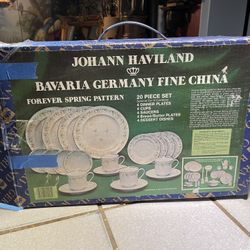 JOHANN HAVILAND
BAVARIA GERMANY FINE CHINA
FOREVER SPRING PATTERN
20 PIECE SET
4 DINNER PLATES
4 CUPS
4 SAUCERS
4 Bread/Butter PLATES
4 DESSERT DISHES